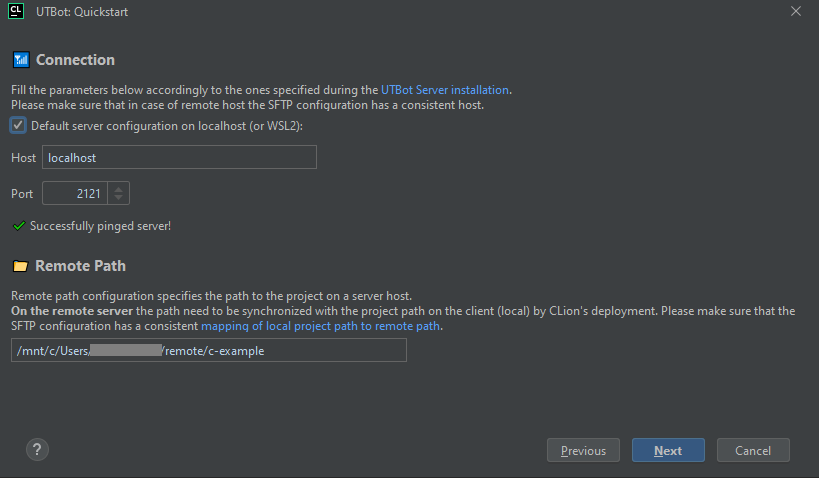 CL UTBot: Quickstart
Connection
Fill the parameters below accordingly to the ones specified during the UTBot Server installation.
Please make sure that in case of remote host the SFTP configuration has a consistent host.
Default server configuration on localhost (or WSL2):
Host localhost
Port 2121
Successfully pinged server!
Remote Path
Remote path configuration specifies the path to the project on a server host.
On the remote server the path need to be synchronized with the project path on the client (local) by CLion's deployment. Please make sure that the
SFTP configuration has a consistent mapping of local project path to remote path.
/mnt/c/Users/ /remote/c-example
? Previous Next Cancel